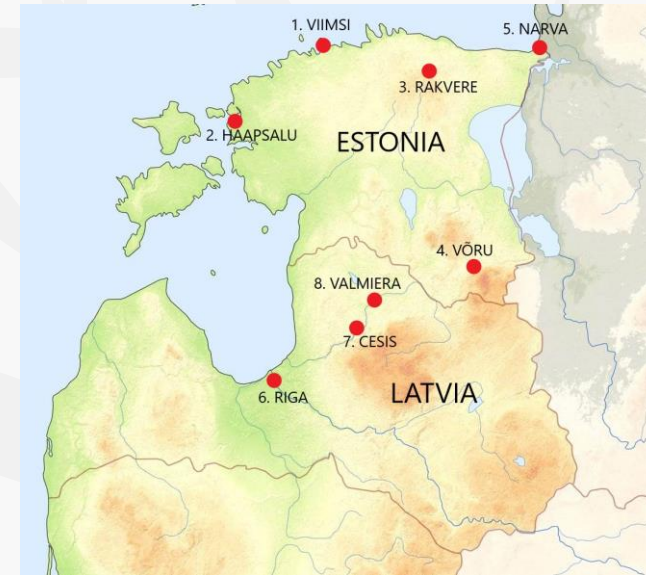 1. VIIMSI
5. NARVA
3. RAKVERE
2. HAAPSALU
ESTONIA
4. VÕRU
8. VALMIERA
7. CESIS
6. RIGA
LATVIA